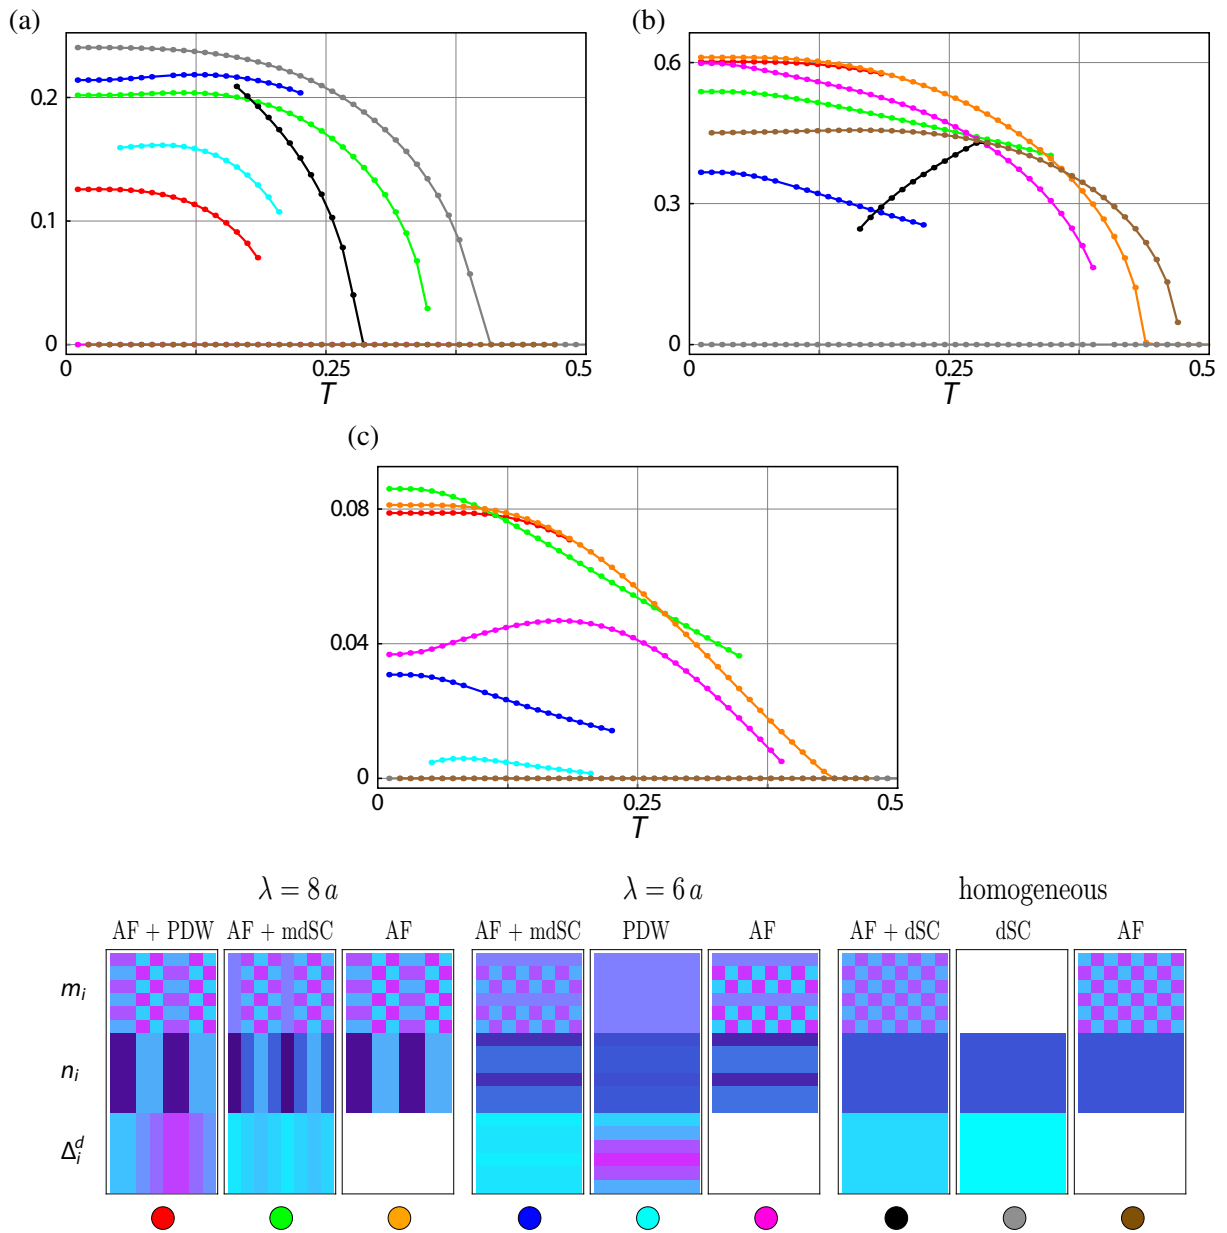 (a)
(b)
0.2
0.1
0
0 0.25 0.5
T
0.6
0.3
0
0 0.25 0.5
T
(c)
0.08
0.04
0
0 0.25 0.5
T
λ = 8 a λ = 6 a homogeneous
AF + PDW AF + mdSC AF AF + mdSC PDW AF AF + dSC dSC AF
m_i
n_i
Δ_i^d